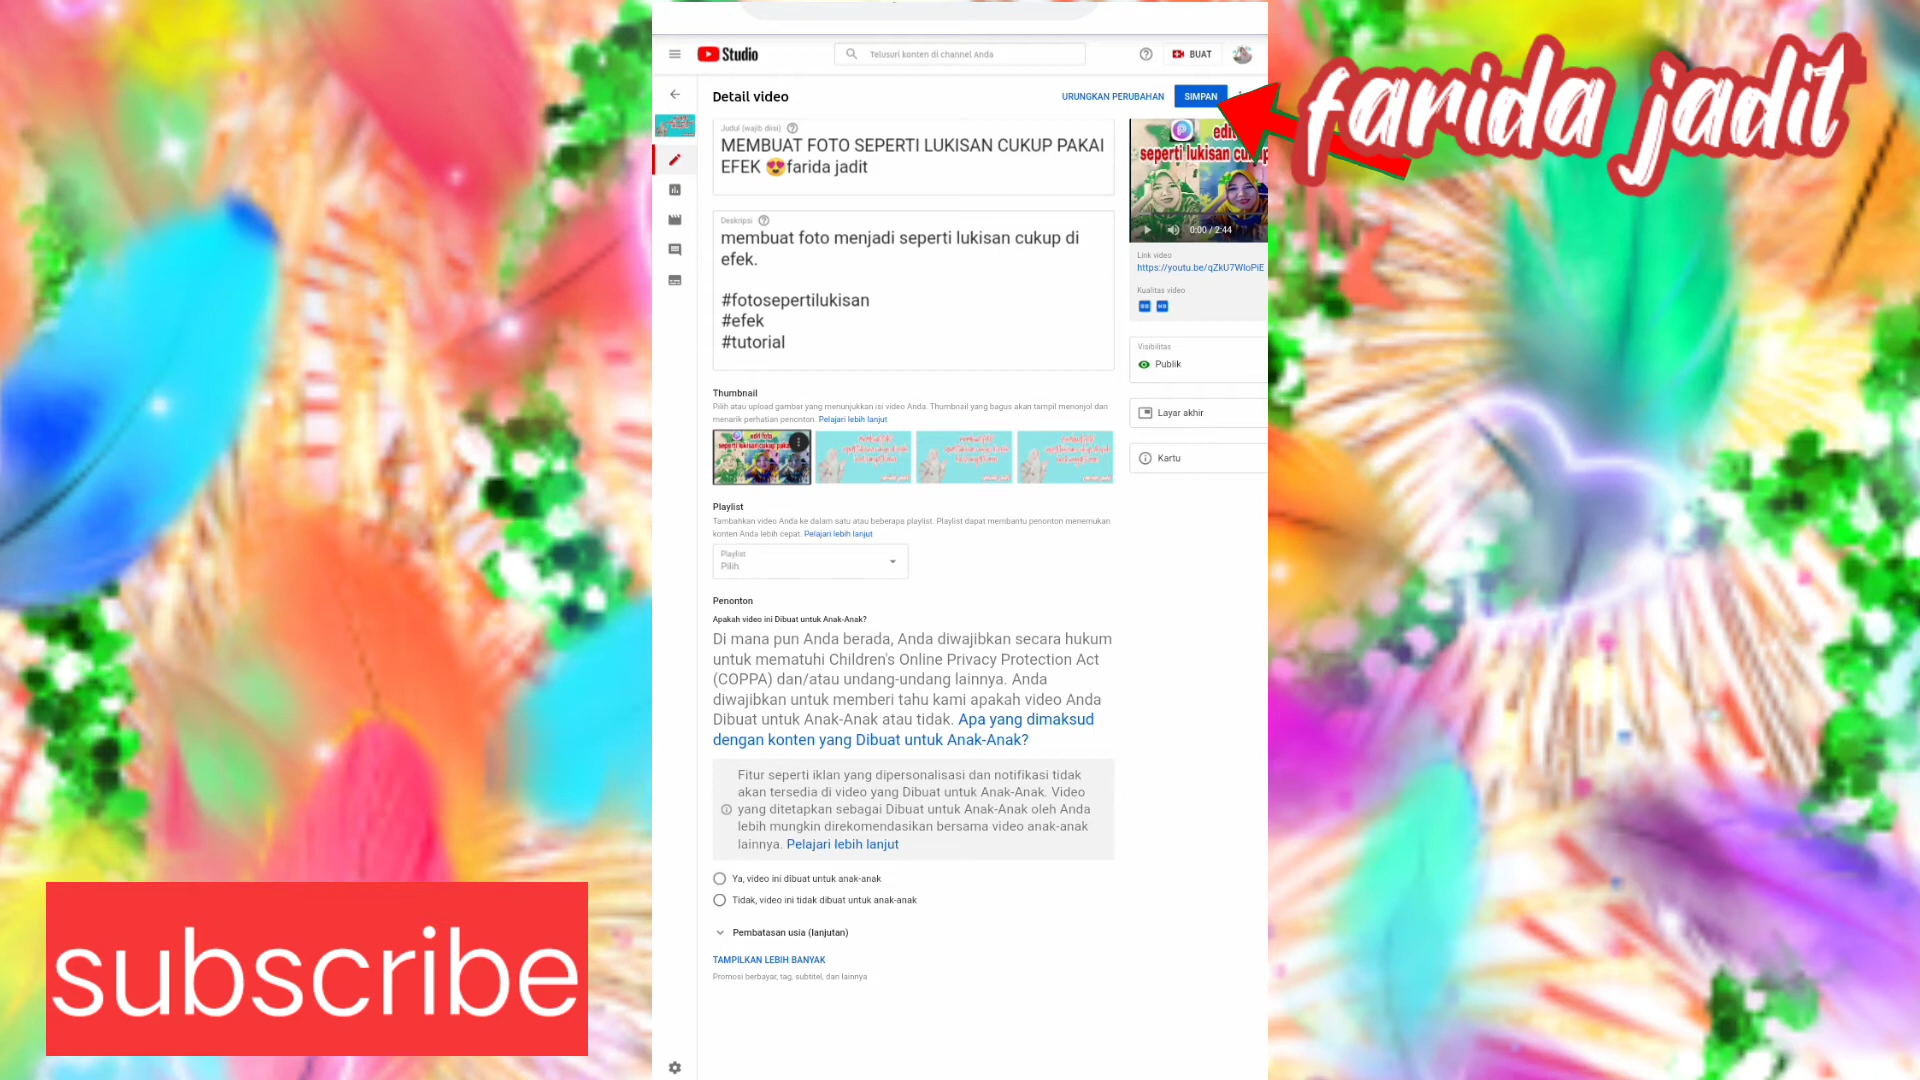 Studio
Telusuri konten di channel Anda
BUAT
farida jadit
Detail video
URUNGKAN PERUBAHAN
SIMPAN
Judul (wajib diisi)
MEMBUAT FOTO SEPERTI LUKISAN CUKUP PAKAI
EFEK 😍farida jadit
Deskripsi
membuat foto menjadi seperti lukisan cukup di
efek.
#fotosepertilukisan
#efek
#tutorial
edit
seperti lukisan
0:00 / 2:44
Link video
https://youtu.be/qZkU7WloPiE
Kualitas video
Visibilitas
Publik
Layar akhir
Kartu
Thumbnail
Pilih atau upload gambar yang menunjukkan isi video Anda. Thumbnail yang bagus akan tampil menonjol dan
menarik perhatian penonton. Pelajari lebih lanjut
edit foto
seperti lukisan cukup pakai
Playlist
Tambahkan video Anda ke dalam satu atau beberapa playlist. Playlist dapat membantu penonton menemukan
konten Anda lebih cepat. Pelajari lebih lanjut
Playlist
Pilih
Penonton
Apakah video ini Dibuat untuk Anak-Anak?
Di mana pun Anda berada, Anda diwajibkan secara hukum
untuk mematuhi Children's Online Privacy Protection Act
(COPPA) dan/atau undang-undang lainnya. Anda
diwajibkan untuk memberi tahu kami apakah video Anda
Dibuat untuk Anak-Anak atau tidak. Apa yang dimaksud
dengan konten yang Dibuat untuk Anak-Anak?
Fitur seperti iklan yang dipersonalisasi dan notifikasi tidak
akan tersedia di video yang Dibuat untuk Anak-Anak. Video
yang ditetapkan sebagai Dibuat untuk Anak-Anak oleh Anda
lebih mungkin direkomendasikan bersama video anak-anak
lainnya. Pelajari lebih lanjut
Ya, video ini dibuat untuk anak-anak
Tidak, video ini tidak dibuat untuk anak-anak
Pembatasan usia (lanjutan)
TAMPILKAN LEBIH BANYAK
Promosi berbayar, tag, subtitel, dan lainnya
subscribe